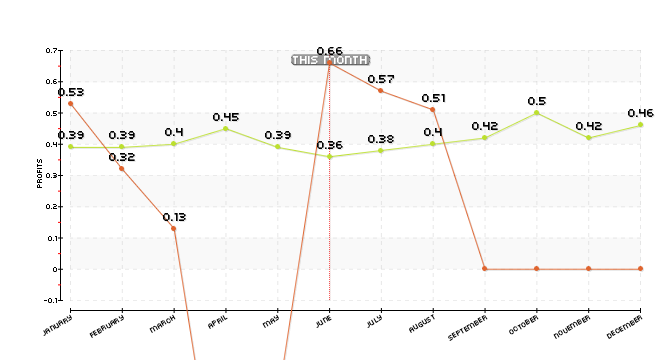 0.66
THIS MONTH
0.7
0.53
0.57
0.6
0.51
0.5
0.5
0.45
0.46
0.42
0.42
0.39
0.39
0.4
0.39
0.4
0.4
0.38
0.36
0.32
0.3
0.2
0.13
0.1
0
-0.1
PROFITS
JANUARY
FEBRUARY
MARCH
APRIL
MAY
JUNE
JULY
AUGUST
SEPTEMBER
OCTOBER
NOVEMBER
DECEMBER